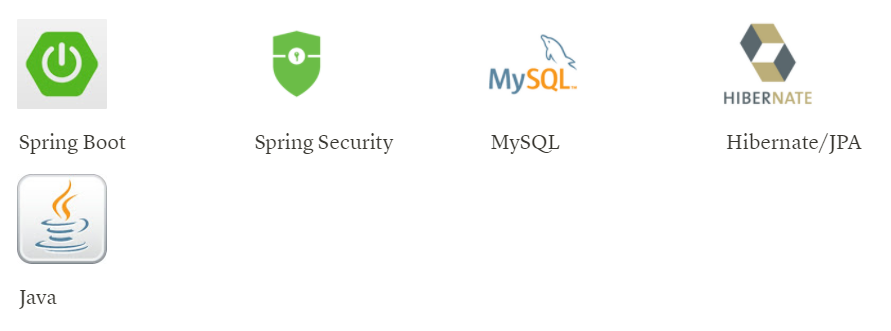 MySQL
HIBERNATE
Spring Boot
Spring Security
MySQL
Hibernate/JPA
Java